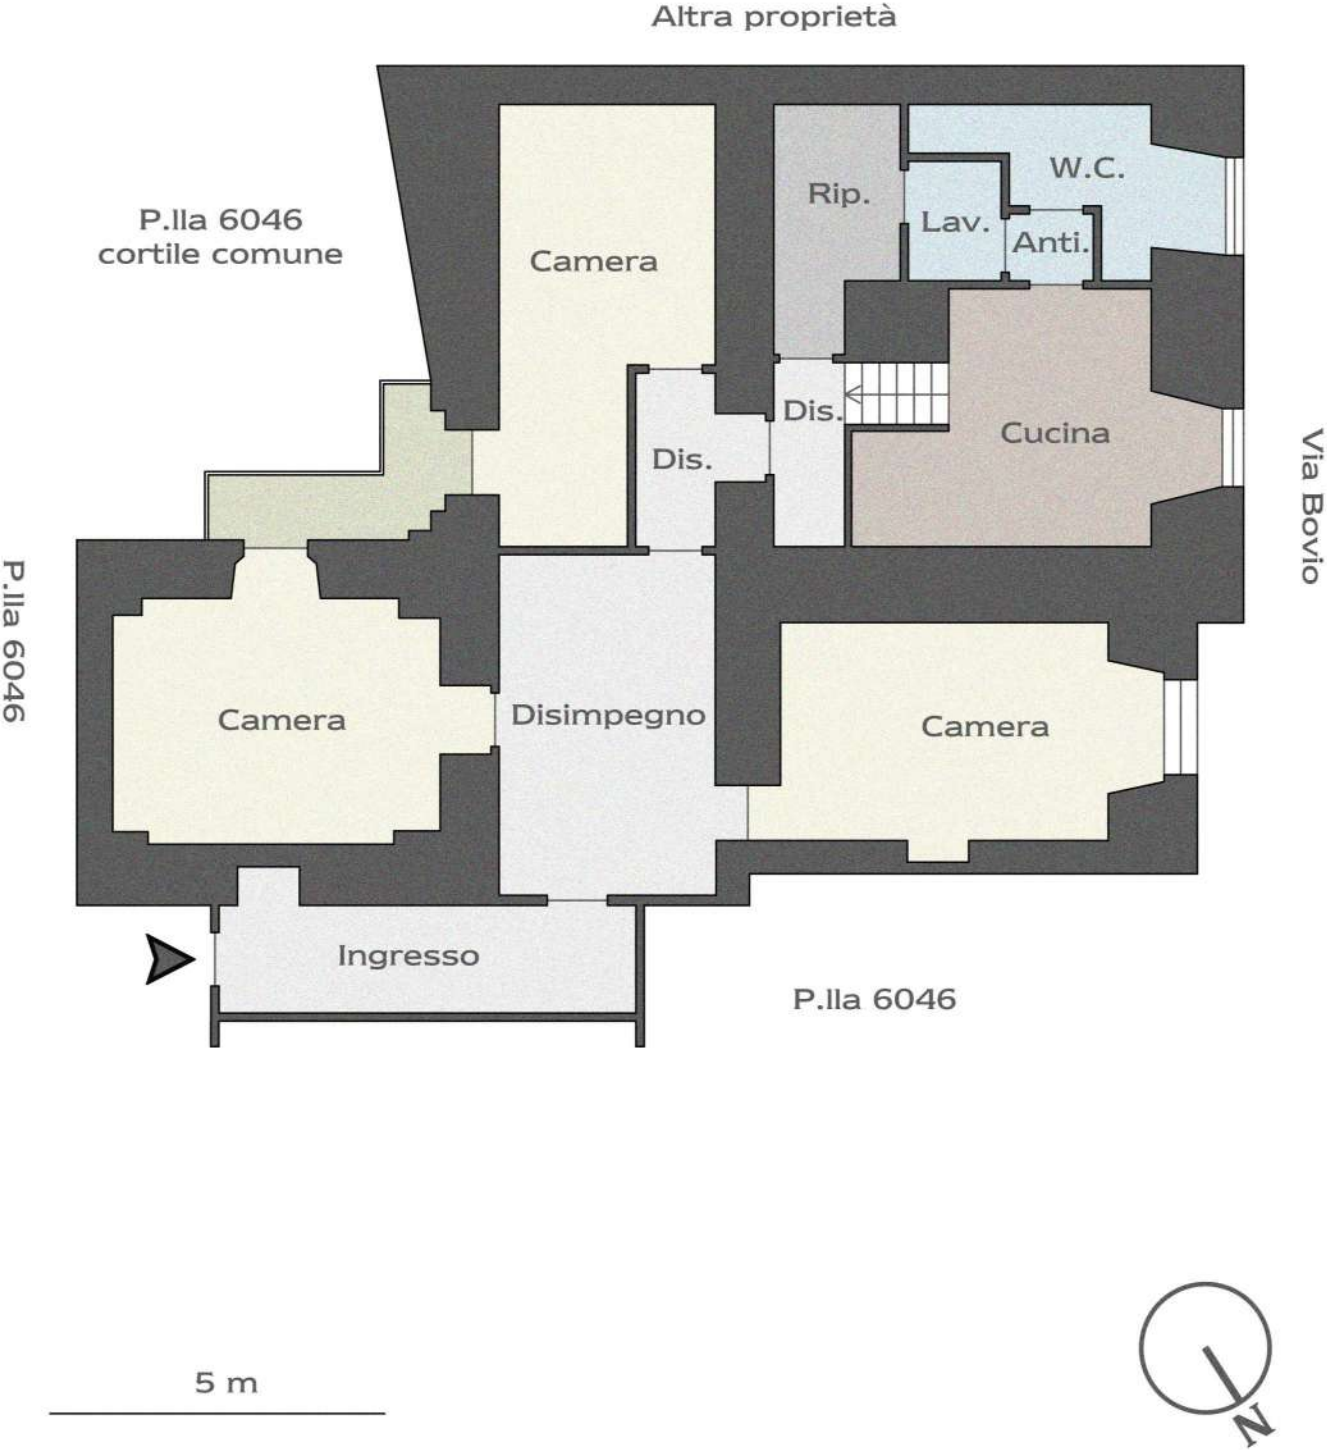 Altra proprietà
P.lla 6046
cortile comune
Camera
Rip.
W.C.
Lav.
Anti.
Dis.
Dis.
Cucina
Via Bovio
P.lla 6046
Camera
Disimpegno
Camera
Ingresso
P.lla 6046
5 m
N